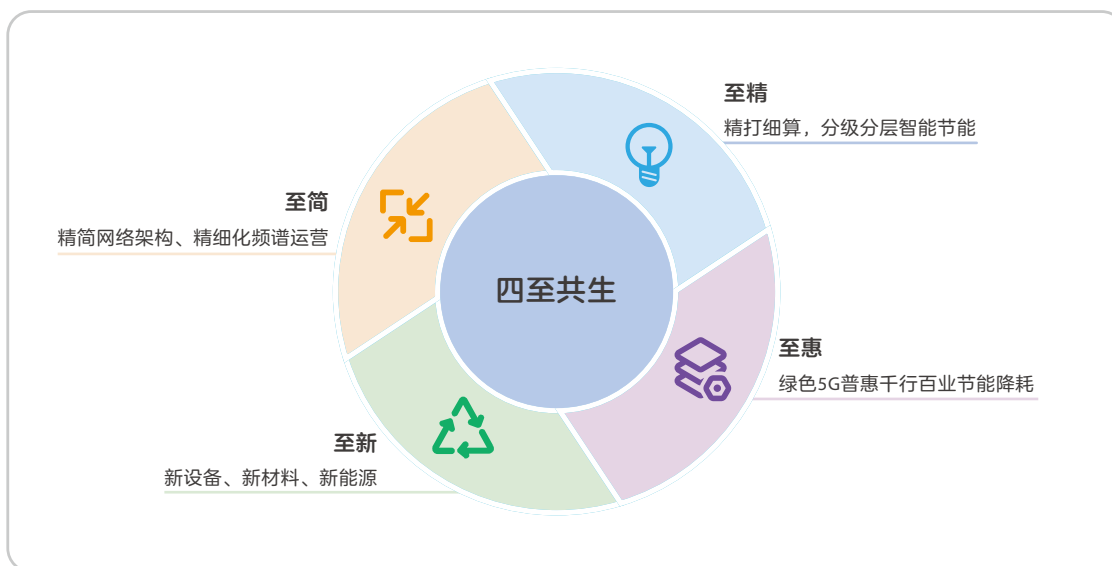 至精
精打细算，分级分层智能节能
至简
精简网络架构、精细化频谱运营
四至共生
至惠
绿色5G普惠千行百业节能降耗
至新
新设备、新材料、新能源